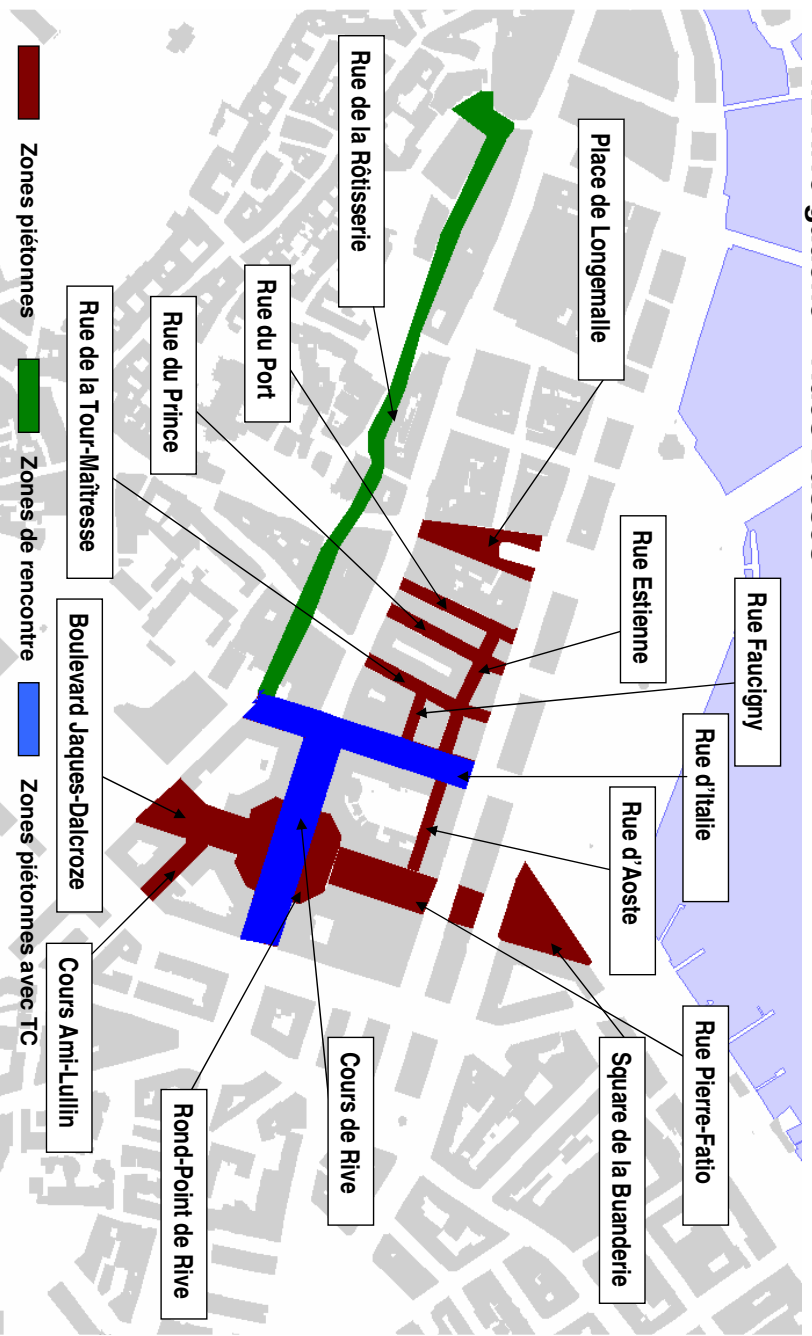 Rue Faucigny
Rue d'Italie
Rue Pierre-Fatio
Rue Estienne
Rue d'Aoste
Square de la Buanderie
Place de Longemalle
Rue de la Rôtisserie
Cours de Rive
Rue du Port
Rue du Prince
Rond-Point de Rive
Rue de la Tour-Maîtresse
Boulevard Jaques-Dalcroze
Cours Ami-Lullin
Zones piétonnes
Zones de rencontre
Zones piétonnes avec TC